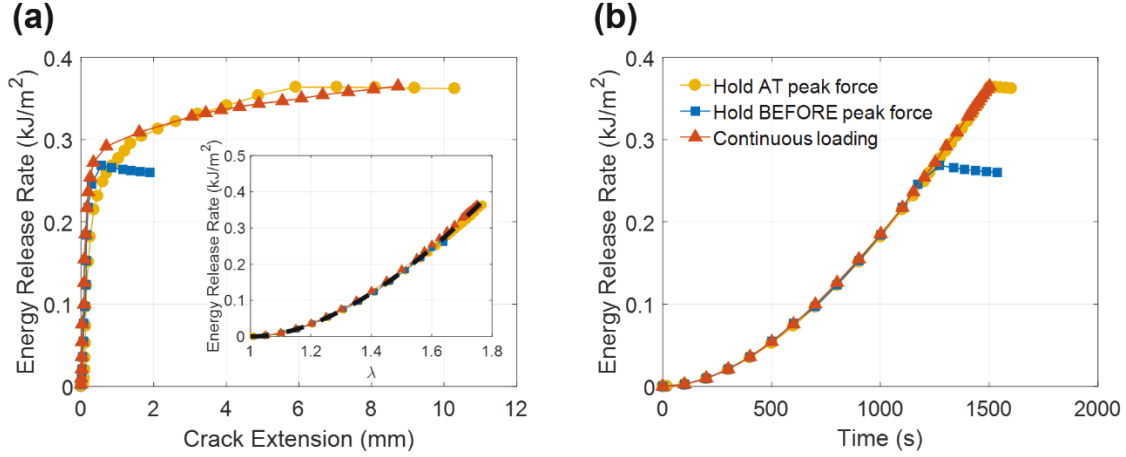 (a)
Energy Release Rate (kJ/m²)
0.4
0.3
0.2
0.1
0
0 2 4 6 8 10 12
Crack Extension (mm)
Energy Release Rate (kJ/m²)
0.5
0.4
0.3
0.2
0.1
0
1 1.2 1.4 1.6 1.8
λ
(b)
Energy Release Rate (kJ/m²)
0.4
0.3
0.2
0.1
0
0 500 1000 1500 2000
Time (s)
Hold AT peak force
Hold BEFORE peak force
Continuous loading